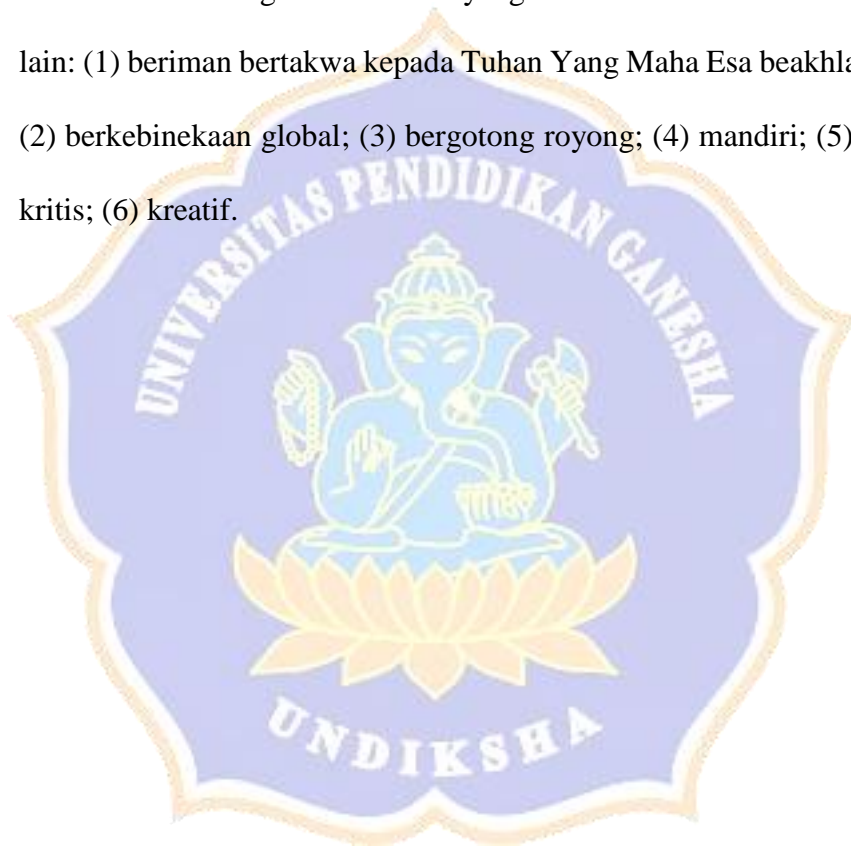 lain: (1) beriman bertakwa kepada Tuhan Yang Maha Esa beakhla
(2) berkebinekaan global; (3) bergotong royong; (4) mandiri; (5)
kritis; (6) kreatif.
UNIVERSITAS PENDIDIKAN GANESHA
UNDIKSHA